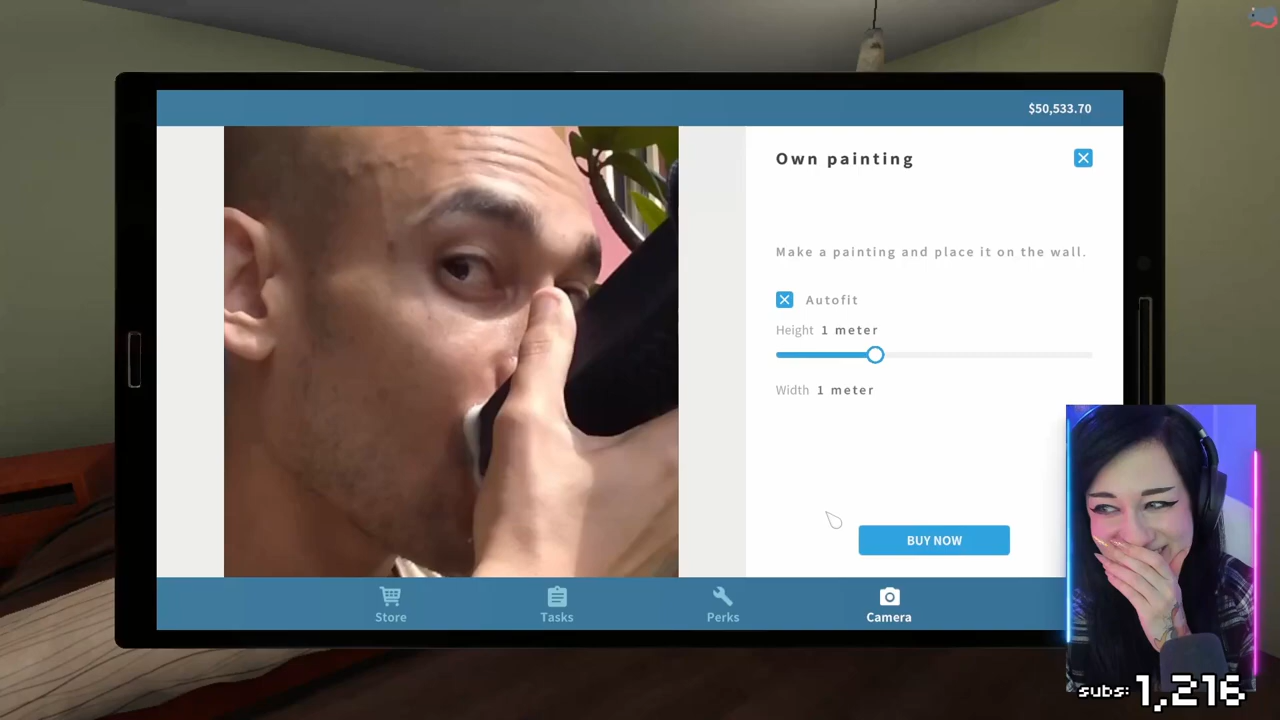 $50,533.70
Own painting
Make a painting and place it on the wall.
Autofit
Height 1 meter
Width 1 meter
BUY NOW
Store
Tasks
Perks
Camera
subs: 1,216